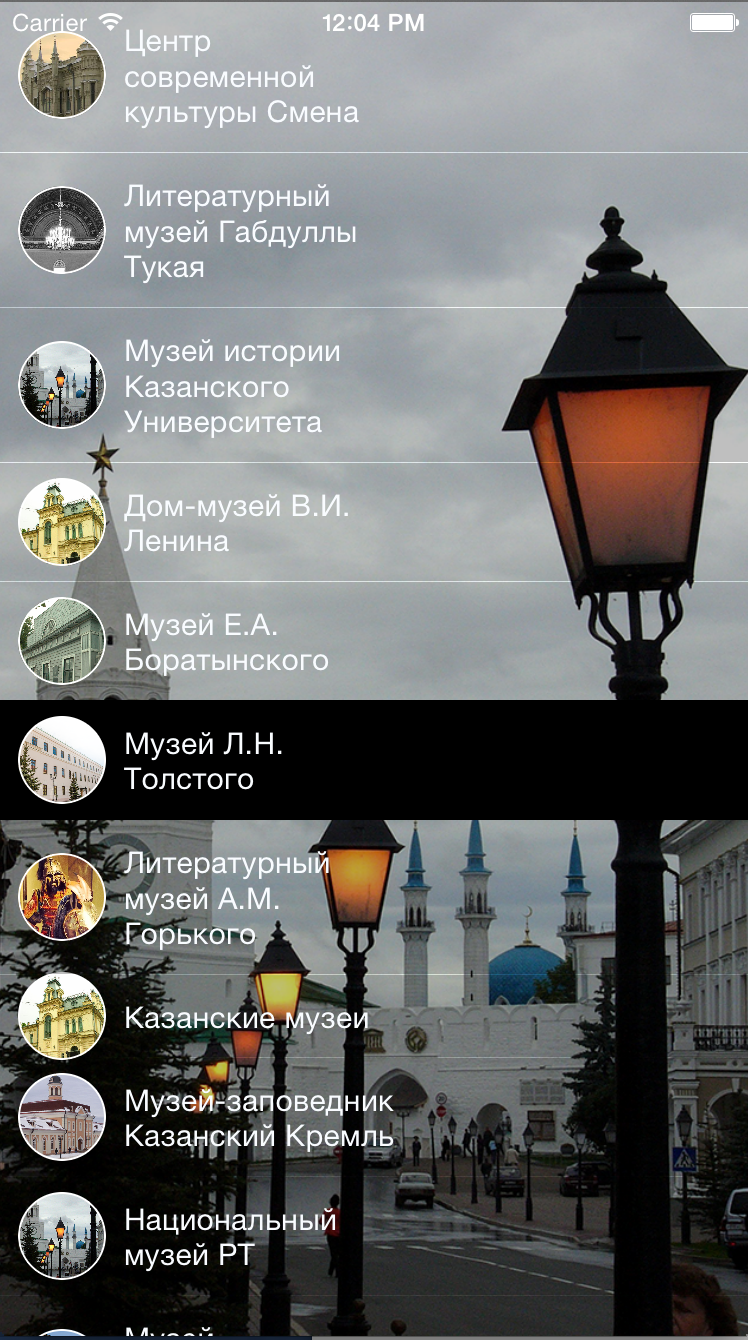 Carrier 12:04 PM
Центр
современной
культуры Смена
Литературный
музей Габдуллы
Тукая
Музей истории
Казанского
Университета
Дом-музей В.И.
Ленина
Музей Е.А.
Боратынского
Музей Л.Н.
Толстого
Литературный
музей А.М.
Горького
Казанские музеи
Музей-заповедник
Казанский Кремль
Национальный
музей РТ
Музей